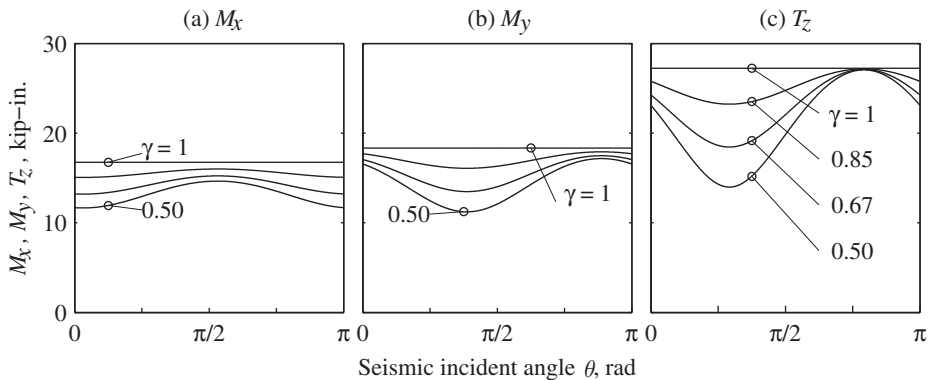 (a) Mx
(b) My
(c) Tz
Mx, My, Tz, kip–in.
30
20
10
0
γ = 1
0.50
0.50
γ = 1
γ = 1
0.85
0.67
0.50
0
π/2
π
0
π/2
π
0
π/2
π
Seismic incident angle θ, rad